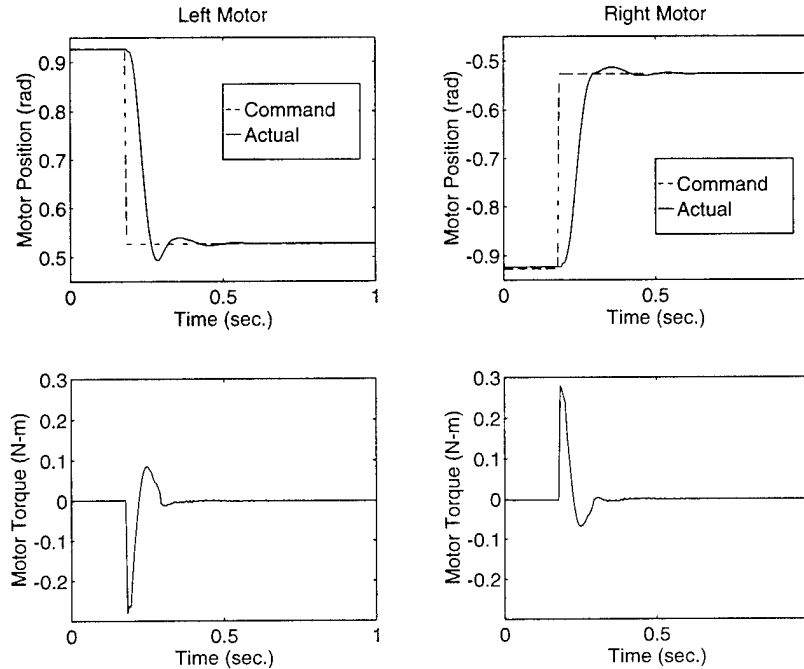 Left Motor
Right Motor
Motor Position (rad)
0.9
0.8
0.7
0.6
0.5
Command
Actual
0
0.5
1
Time (sec.)
Motor Position (rad)
-0.5
-0.6
-0.7
-0.8
-0.9
Command
Actual
0
0.5
Time (sec.)
Motor Torque (N-m)
0.3
0.2
0.1
0
-0.1
-0.2
0
0.5
1
Time (sec.)
Motor Torque (N-m)
0.3
0.2
0.1
0
-0.1
-0.2
0
0.5
Time (sec.)